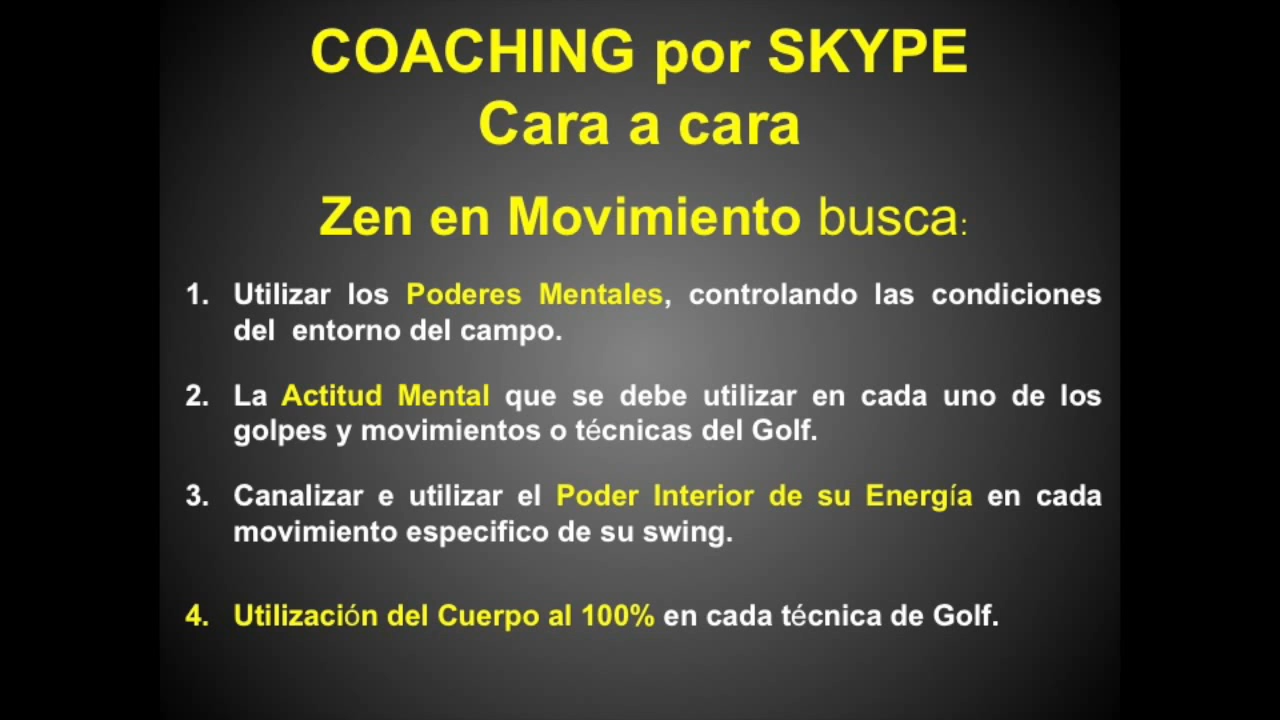 COACHING por SKYPE
Cara a cara
Zen en Movimiento busca:
1. Utilizar los Poderes Mentales, controlando las condiciones
del entorno del campo.
2. La Actitud Mental que se debe utilizar en cada uno de los
golpes y movimientos o técnicas del Golf.
3. Canalizar e utilizar el Poder Interior de su Energía en cada
movimiento especifico de su swing.
4. Utilización del Cuerpo al 100% en cada técnica de Golf.